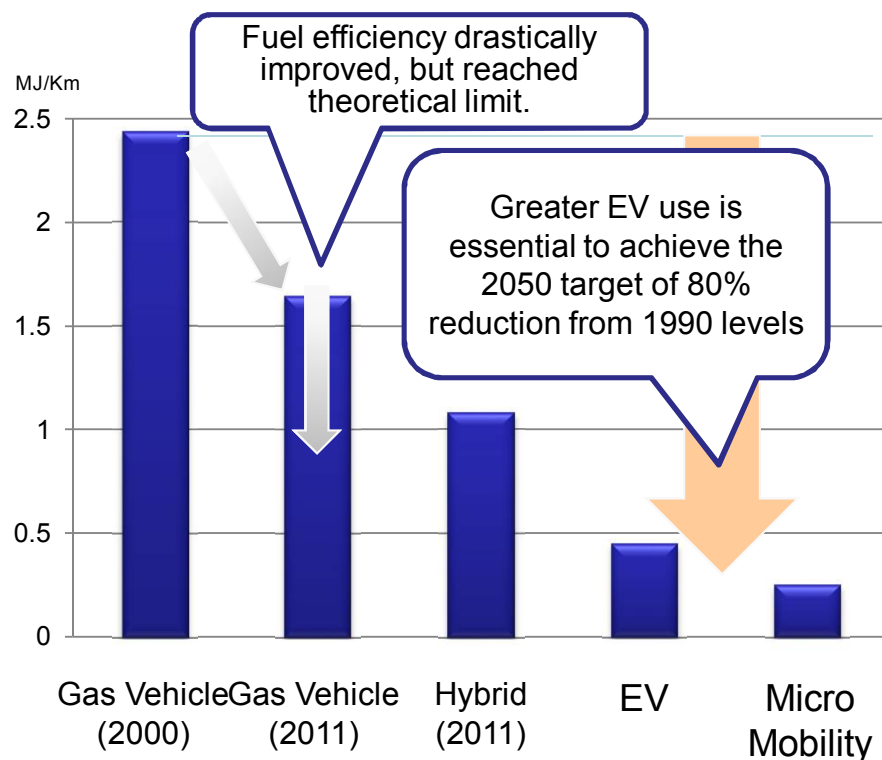 Fuel efficiency drastically
improved, but reached
theoretical limit.
MJ/Km
2.5
2
1.5
1
0.5
0
Greater EV use is
essential to achieve the
2050 target of 80%
reduction from 1990 levels
Gas Vehicle
(2000)
Gas Vehicle
(2011)
Hybrid
(2011)
EV
Micro
Mobility